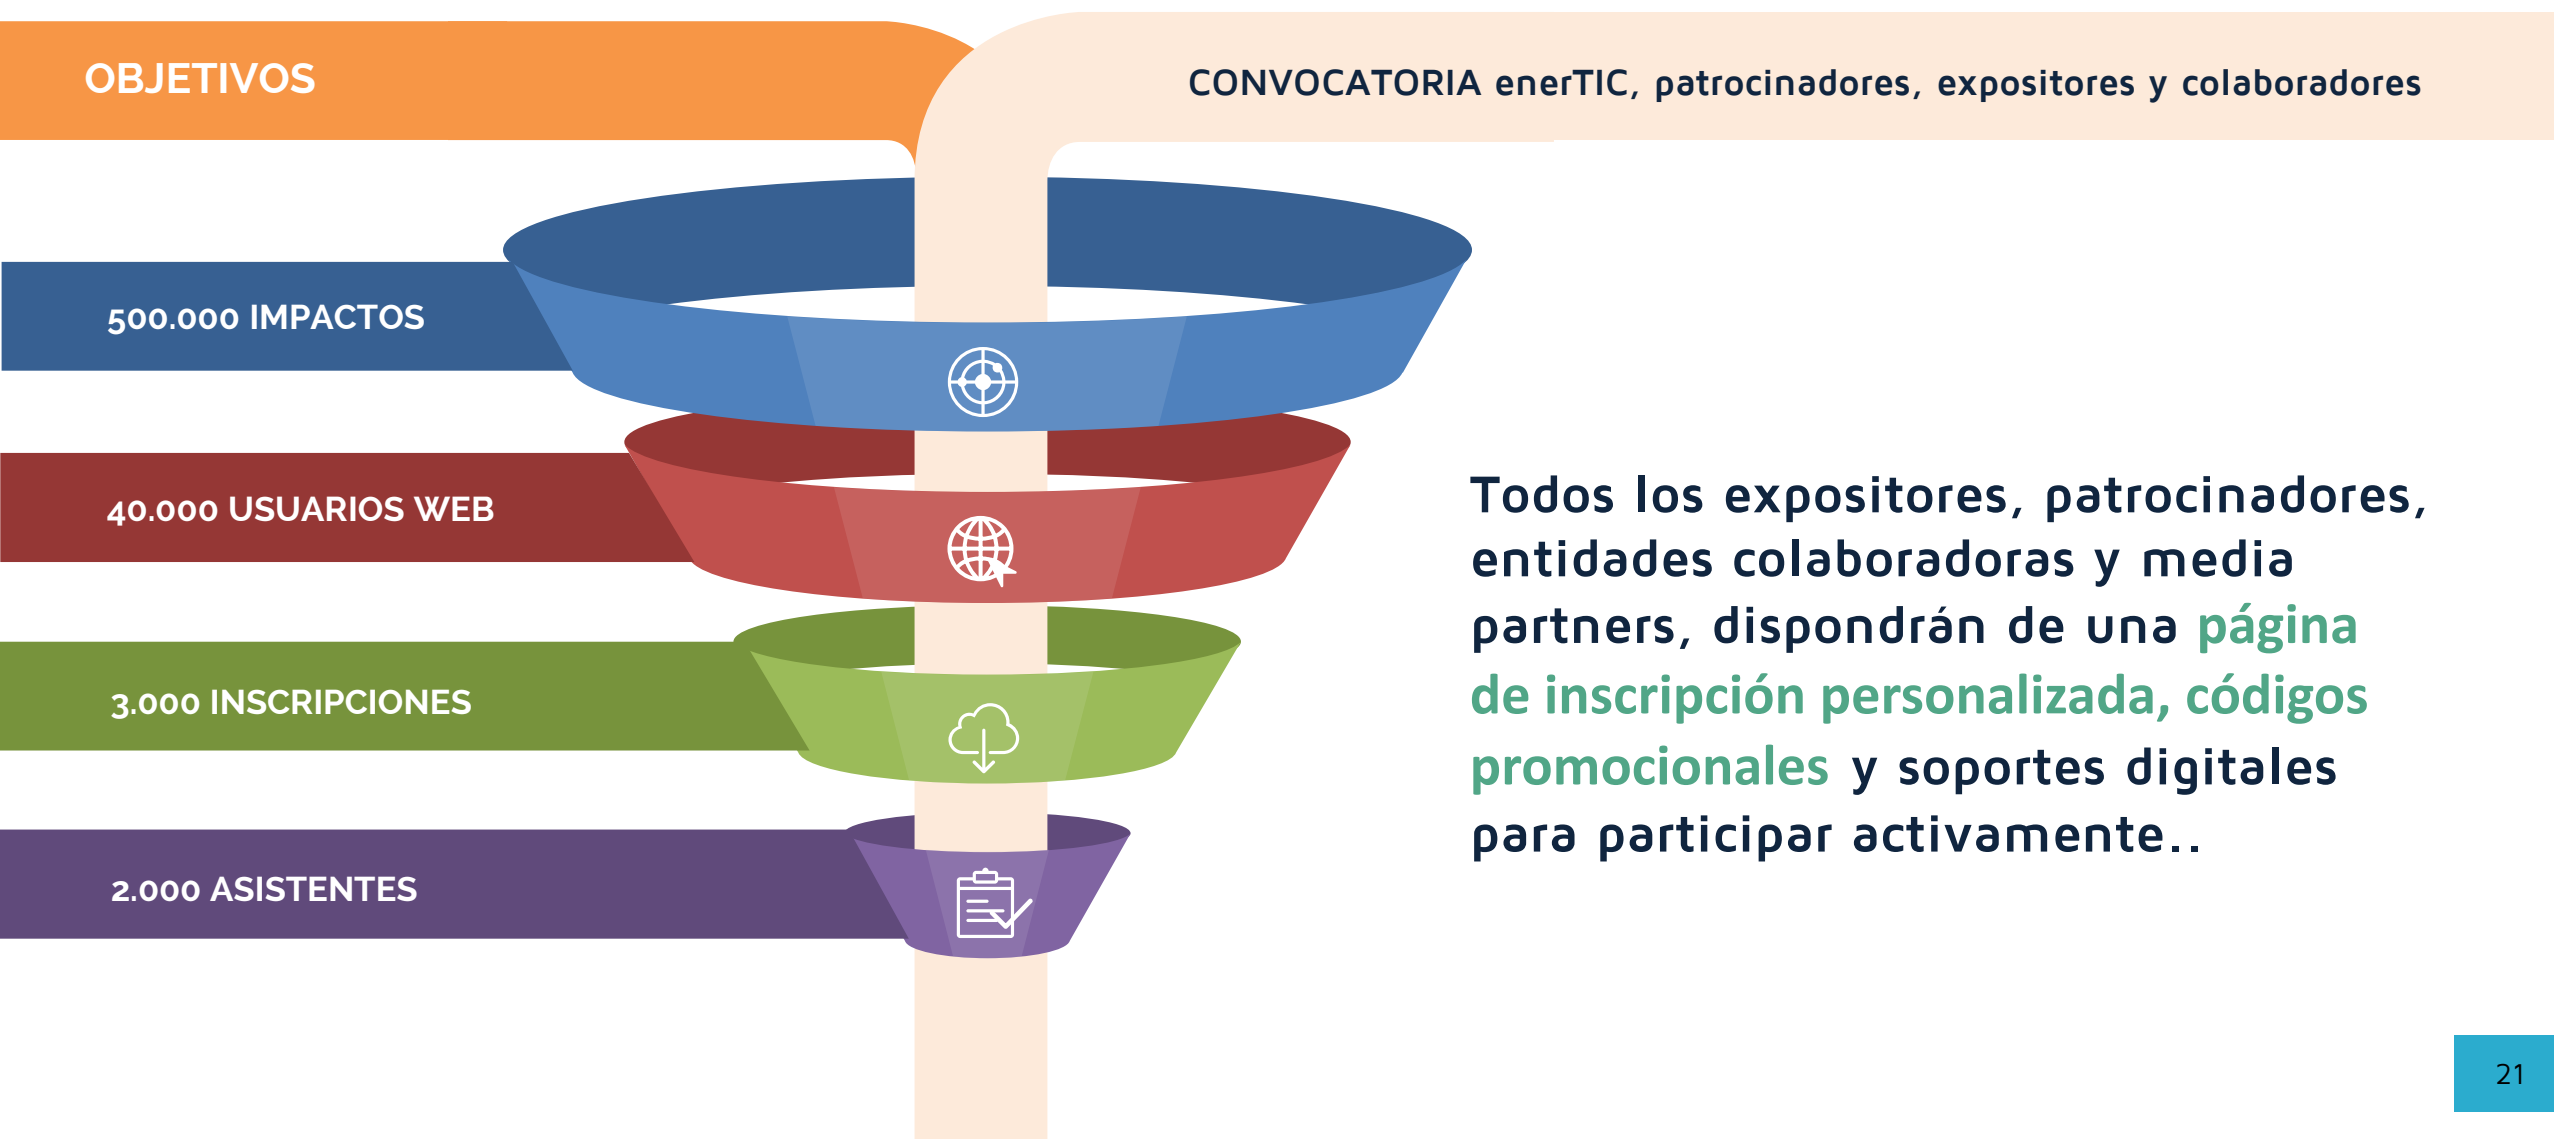 OBJETIVOS
CONVOCATORIA enerTIC, patrocinadores, expositores y colaboradores
500.000 IMPACTOS
40.000 USUARIOS WEB
3.000 INSCRIPCIONES
2.000 ASISTENTES
Todos los expositores, patrocinadores,
entidades colaboradoras y media
partners, dispondrán de una página
de inscripción personalizada, códigos
promocionales y soportes digitales
para participar activamente..
21